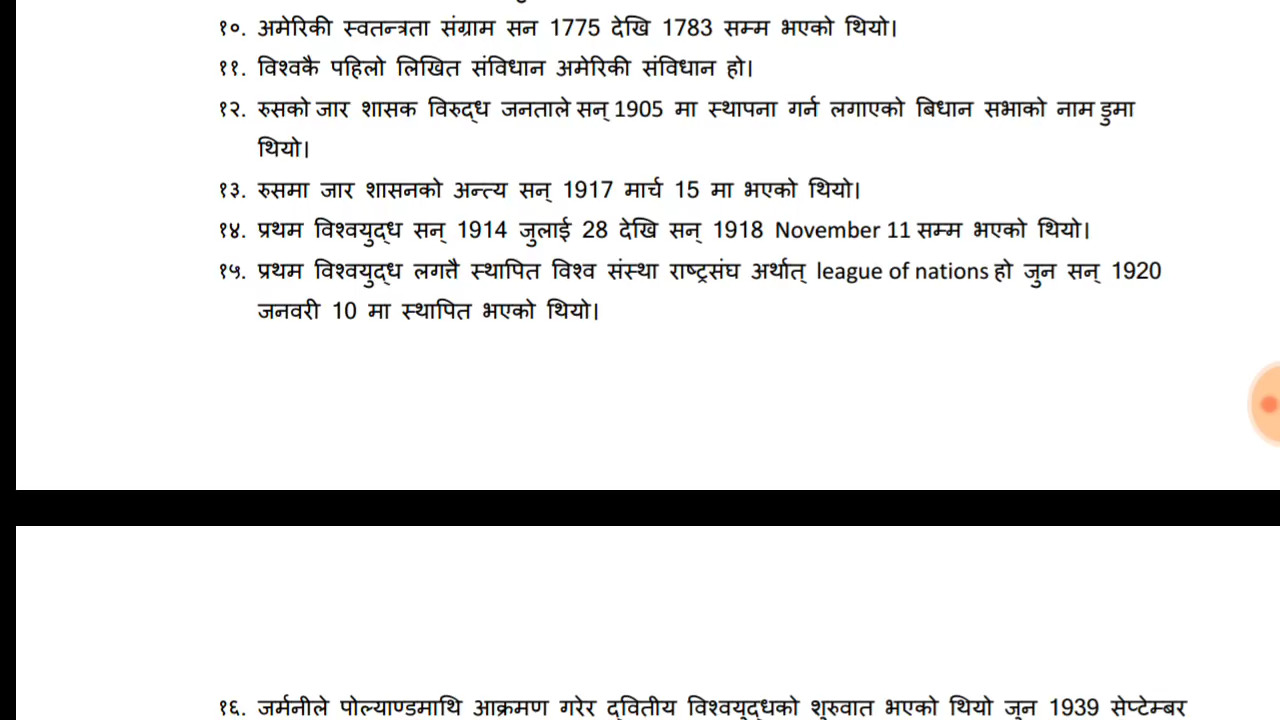 १०. अमेरिकी स्वतन्त्रता संग्राम सन 1775 देखि 1783 सम्म भएको थियो।
११. विश्वकै पहिलो लिखित संविधान अमेरिकी संविधान हो।
१२. रुसको जार शासक विरुद्ध जनताले सन् 1905 मा स्थापना गर्न लगाएको बिधान सभाको नाम डुमा
थियो।
१३. रुसमा जार शासनको अन्त्य सन् 1917 मार्च 15 मा भएको थियो।
१४. प्रथम विश्वयुद्ध सन् 1914 जुलाई 28 देखि सन् 1918 November 11 सम्म भएको थियो।
१५. प्रथम विश्वयुद्ध लगतै स्थापित विश्व संस्था राष्ट्रसंघ अर्थात् league of nations हो जुन सन् 1920
जनवरी 10 मा स्थापित भएको थियो।
१६. जर्मनीले पोल्याण्डमाथि आक्रमण गरेर द्वितीय विश्वयुद्धको शुरुवात भएको थियो जुन 1939 सेप्टेम्बर